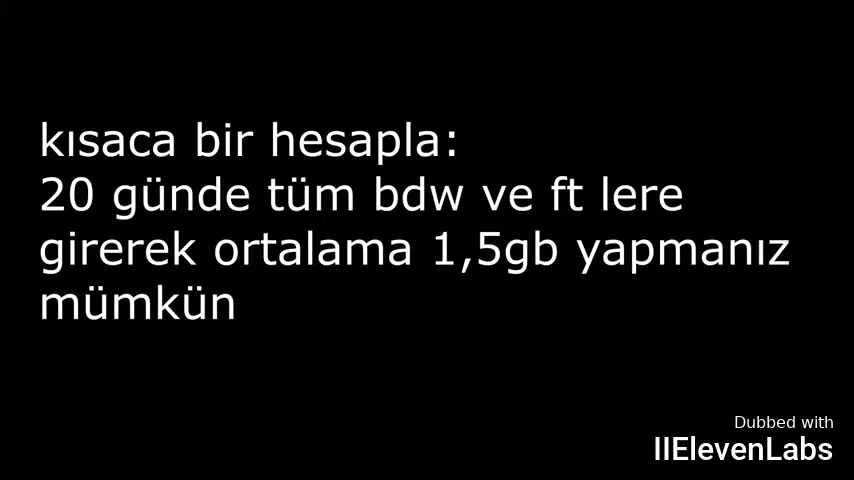 kısaca bir hesapla:
20 günde tüm bdw ve ft lere
girerek ortalama 1,5gb yapmanız
mümkün
Dubbed with
IIElevenLabs